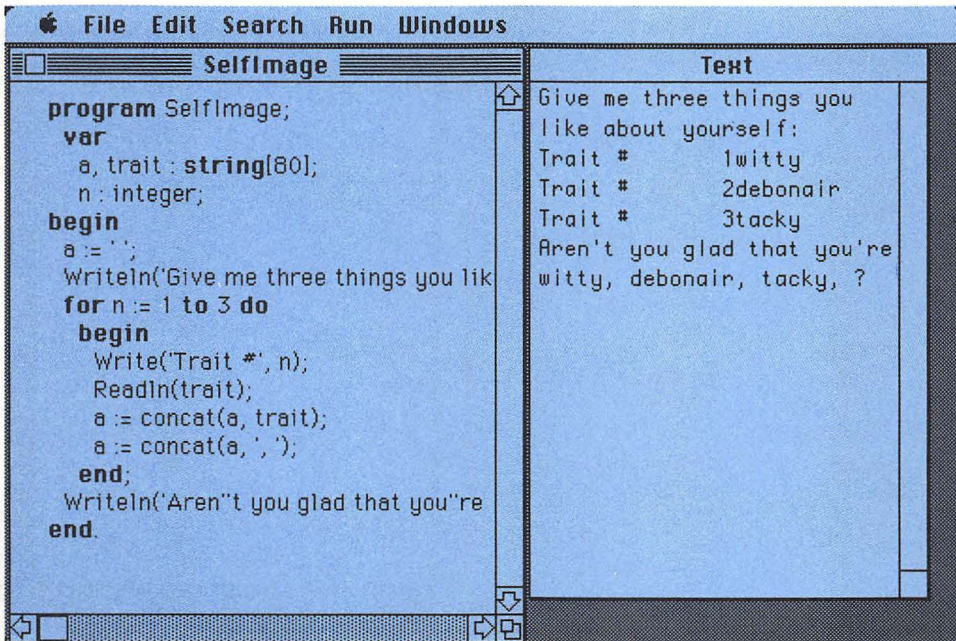 File Edit Search Run Windows
SelfImage
program SelfImage;
var
a, trait : string[80];
n : integer;
begin
a := ' ';
Writeln('Give me three things you lik
for n := 1 to 3 do
begin
Write('Trait #', n);
Readln(trait);
a := concat(a, trait);
a := concat(a, ', ');
end;
Writeln('Aren''t you glad that you''re
end.
Text
Give me three things you
like about yourself:
Trait # 1witty
Trait # 2debonair
Trait # 3tacky
Aren't you glad that you're
witty, debonair, tacky, ?